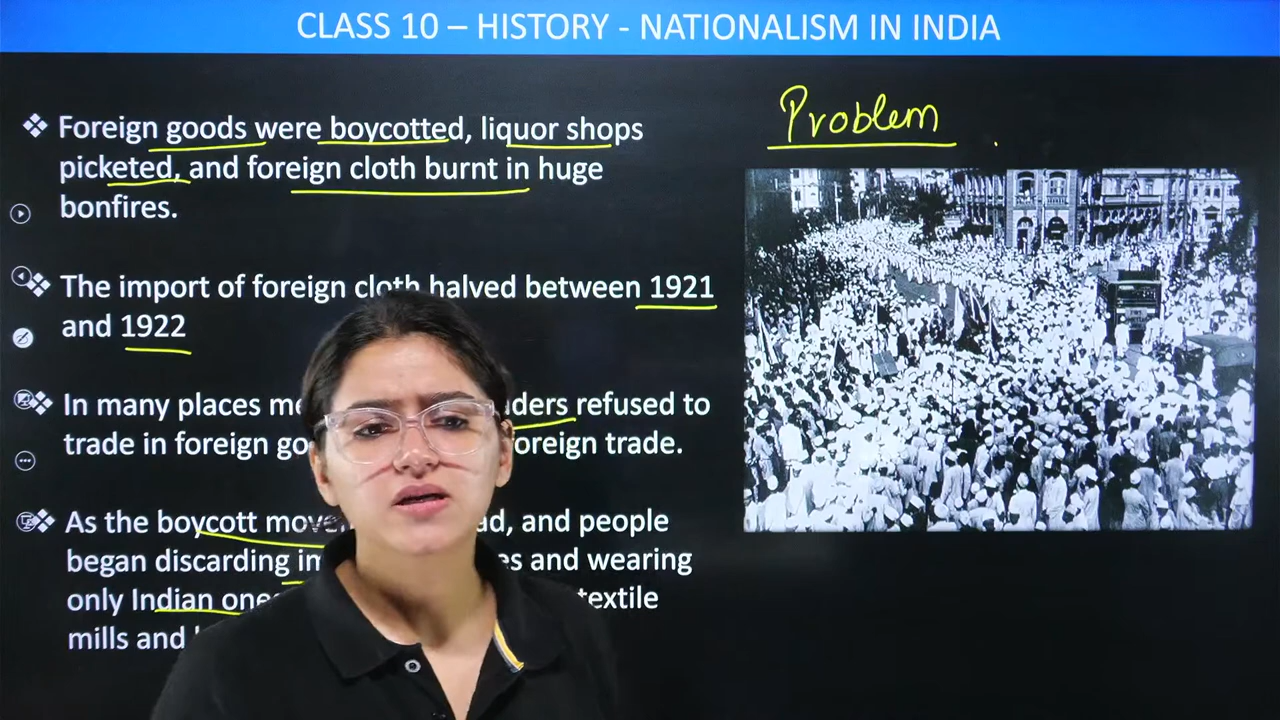 CLASS 10 – HISTORY - NATIONALISM IN INDIA
Foreign goods were boycotted, liquor shops
picketed, and foreign cloth burnt in huge
bonfires.
The import of foreign cloth halved between 1921
and 1922
In many places refused to
trade in foreign trade.
As the boycott and people
began discarding and wearing
only Indian textile
mills and
Problem